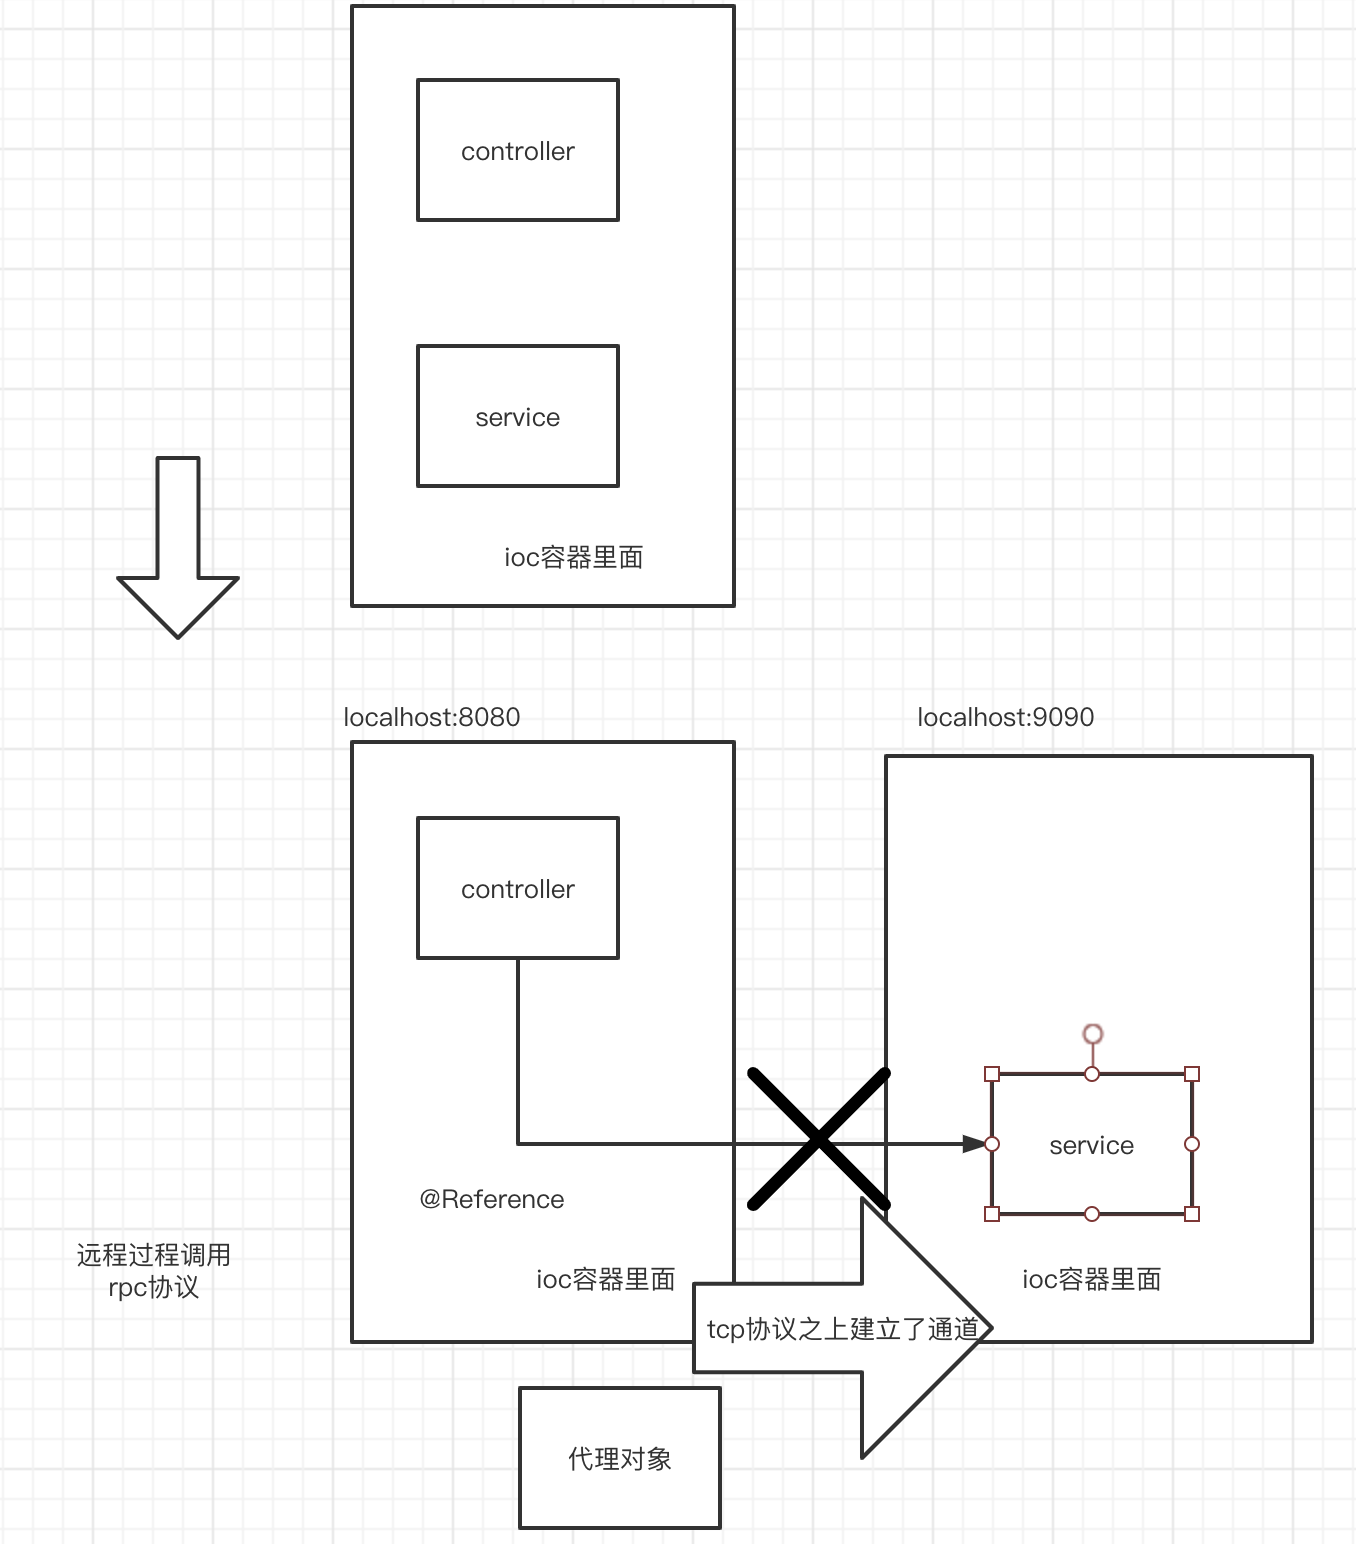 controller
service
ioc容器里面
localhost:8080
localhost:9090
controller
service
@Reference
远程过程调用
rpc协议
ioc容器里面
ioc容器里面
tcp协议之上建立了通道
代理对象